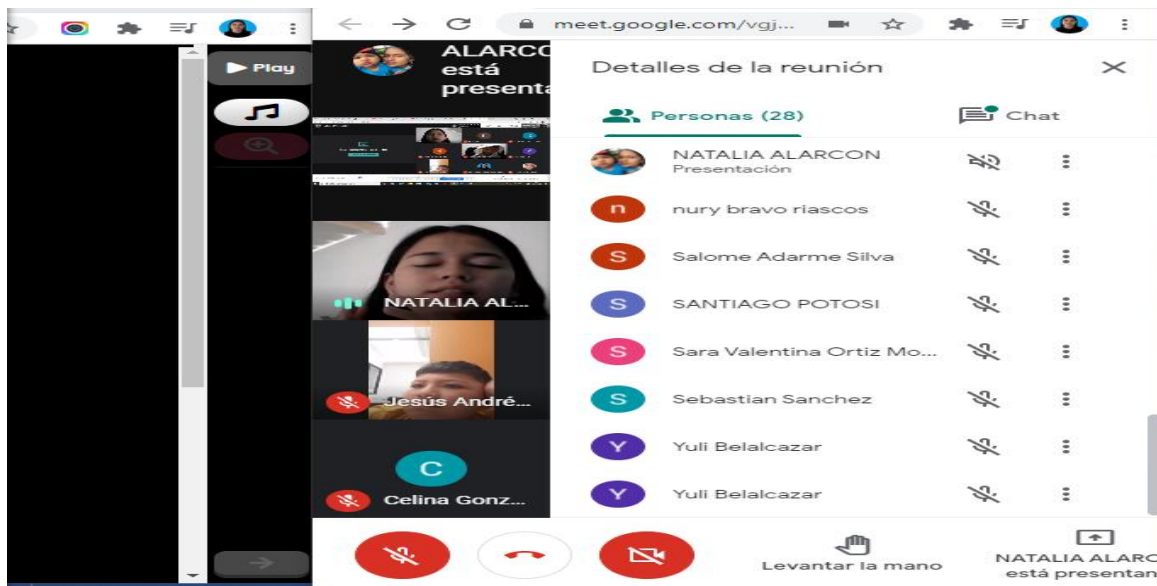 Play
meet.google.com/vgj...
ALARCO
está
presenta
NATALIA AL...
Jesús André...
C
Celina Gonz...
Detalles de la reunión
Personas (28)
Chat
NATALIA ALARCON
Presentación
n
nury bravo riascos
S
Salome Adarme Silva
S
SANTIAGO POTOSI
S
Sara Valentina Ortiz Mo...
S
Sebastian Sanchez
Y
Yuli Belalcazar
Y
Yuli Belalcazar
Levantar la mano
NATALIA ALARC
está presentan